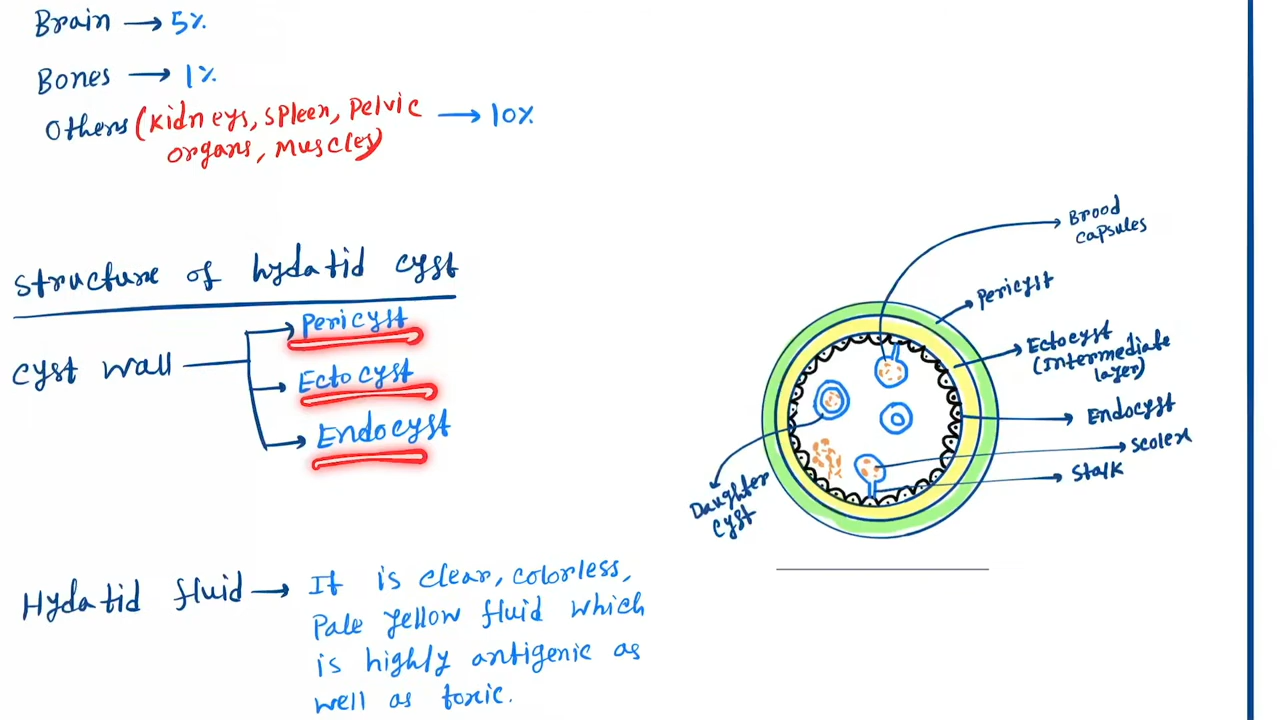 Brain → 5%
Bones → 1%
Others (kidneys, spleen, pelvic → 10%
organs, muscles)
Structure of hydatid cyst
Cyst wall
Pericyst
Ectocyst
Endocyst
Hydatid fluid → It is clear, colorless,
Pale yellow fluid which
is highly antigenic as
well as toxic.
Brood
capsules
Pericyst
Ectocyst
(Intermediate
layer)
Endocyst
scolex
Stalk
Daughter
cyst